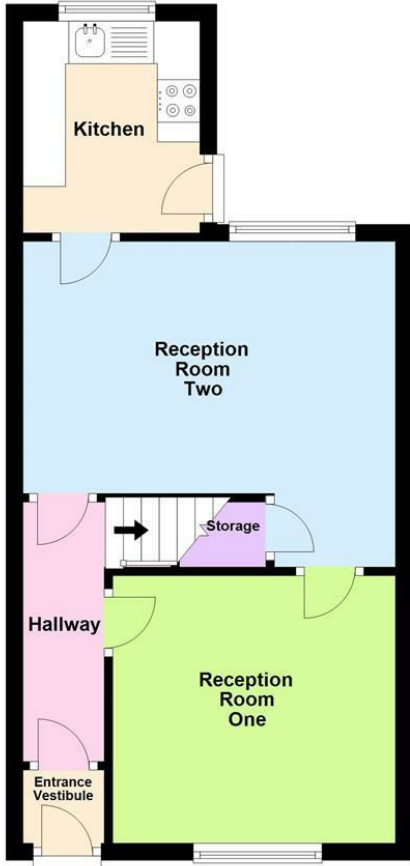 Kitchen
Reception
Room
Two
Storage
Hallway
Reception
Room
One
Entrance
Vestibule